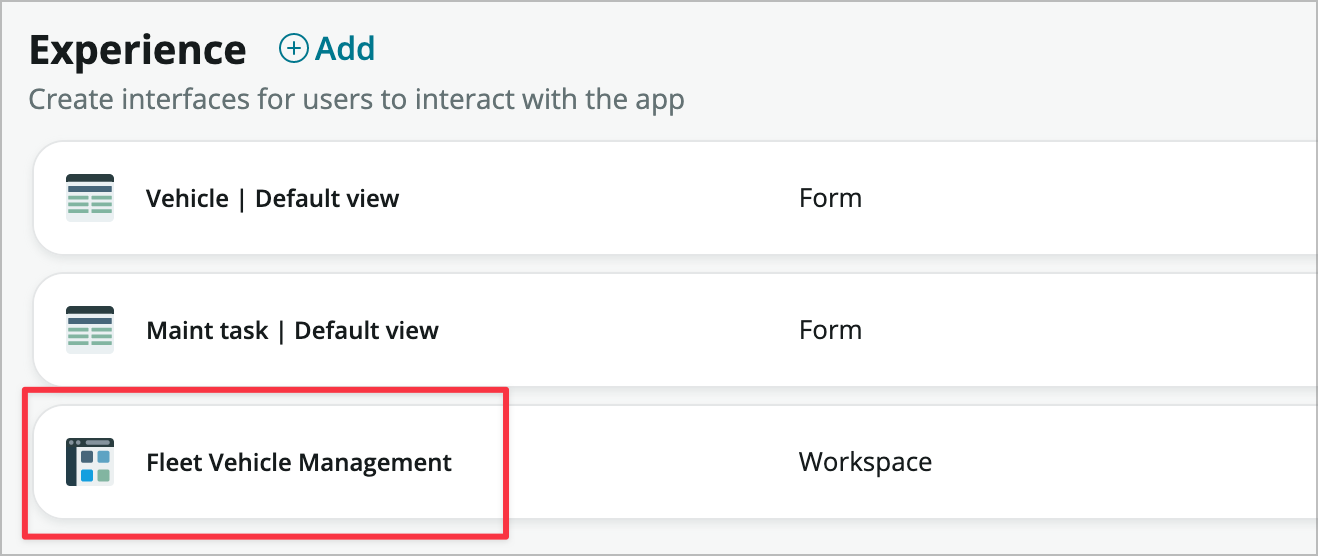 Experience Add
Create interfaces for users to interact with the app
Vehicle | Default view Form
Maint task | Default view Form
Fleet Vehicle Management Workspace